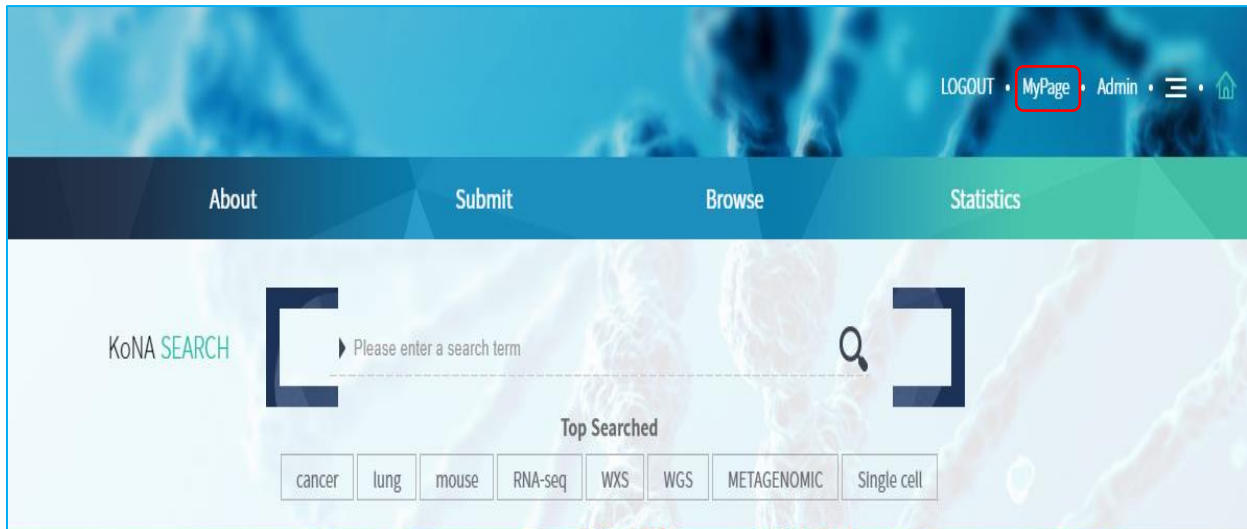 LOGOUT • MyPage • Admin •
About Submit Browse Statistics
KoNA SEARCH Please enter a search term
Top Searched
cancer lung mouse RNA-seq WXS WGS METAGENOMIC Single cell